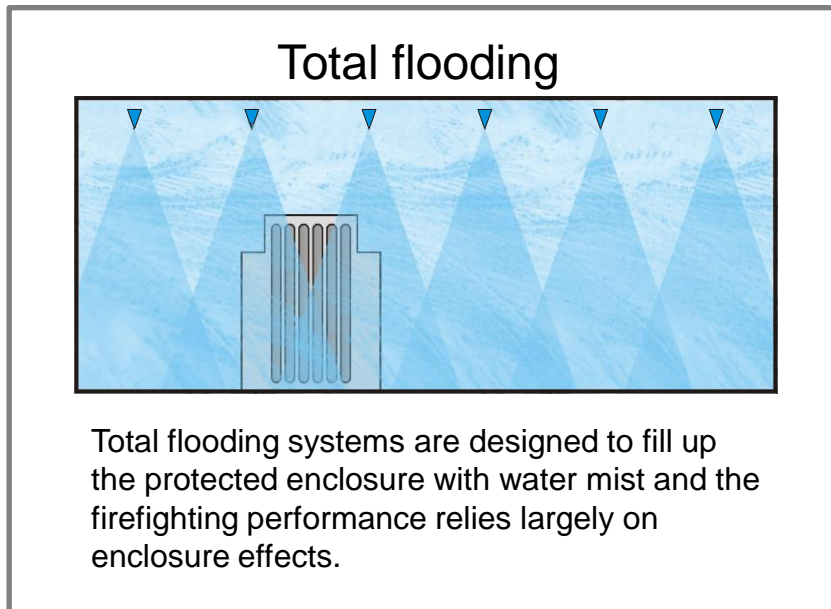 Total flooding
Total flooding systems are designed to fill up
the protected enclosure with water mist and the
firefighting performance relies largely on
enclosure effects.